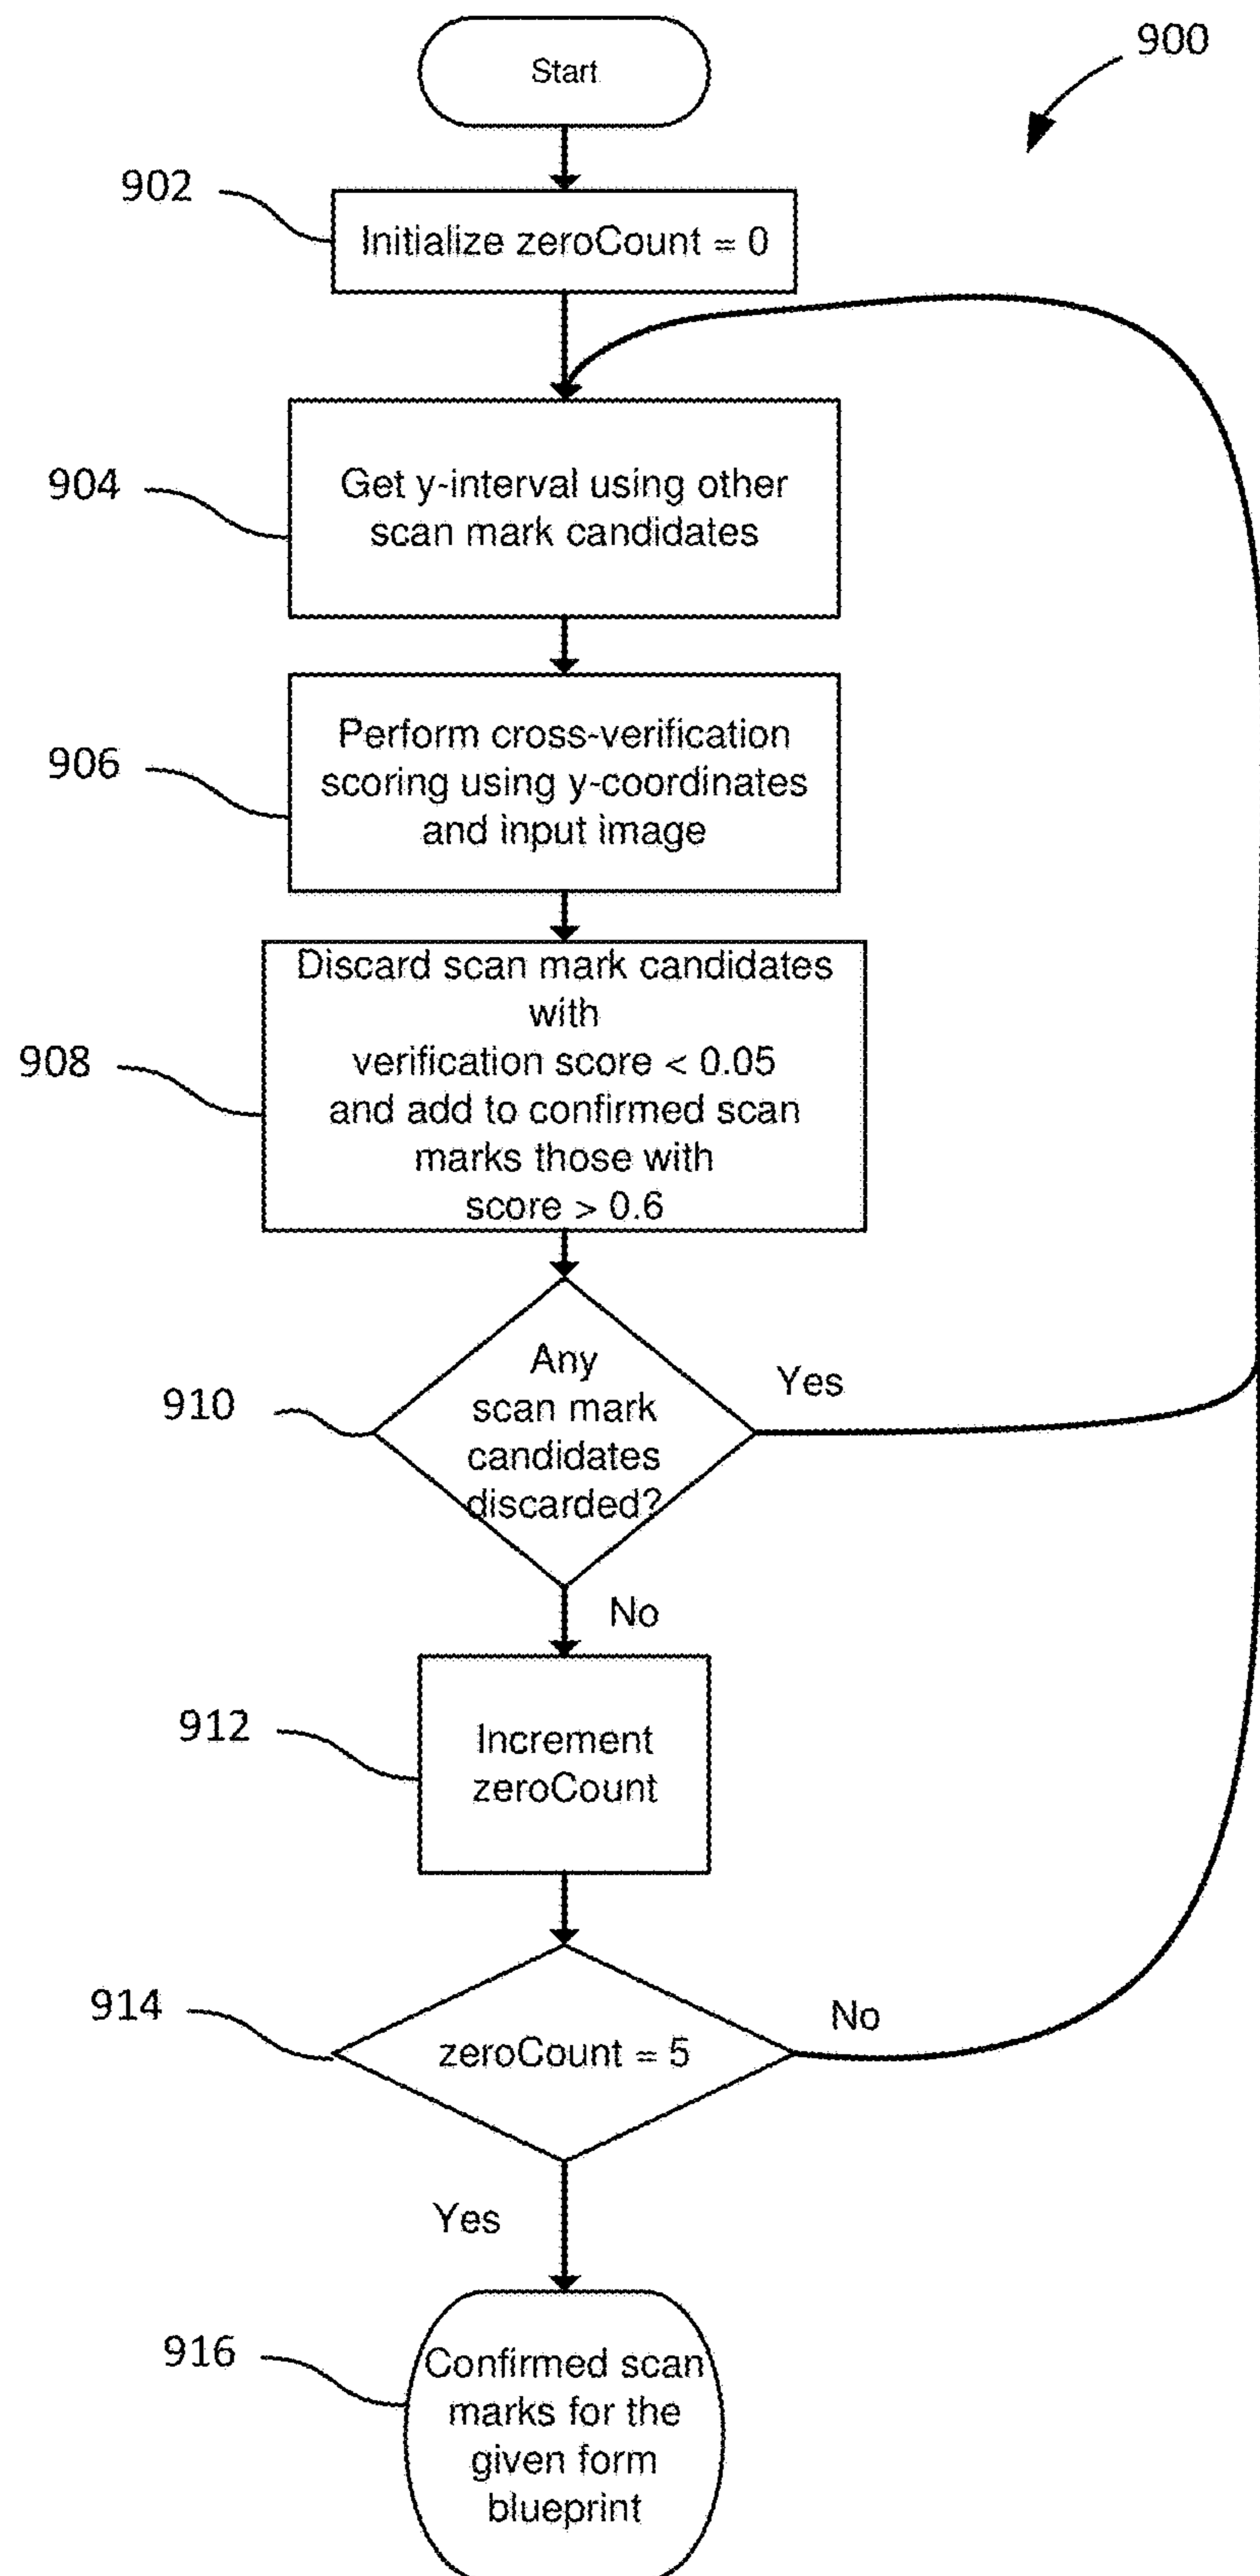 Start
900
902
Initialize zeroCount = 0
904
Get y-interval using other
scan mark candidates
906
Perform cross-verification
scoring using y-coordinates
and input image
908
Discard scan mark candidates
with
verification score < 0.05
and add to confirmed scan
marks those with
score > 0.6
910
Any
scan mark
candidates
discarded?
Yes
No
912
Increment
zeroCount
914
zeroCount = 5
No
Yes
916
Confirmed scan
marks for the
given form
blueprint